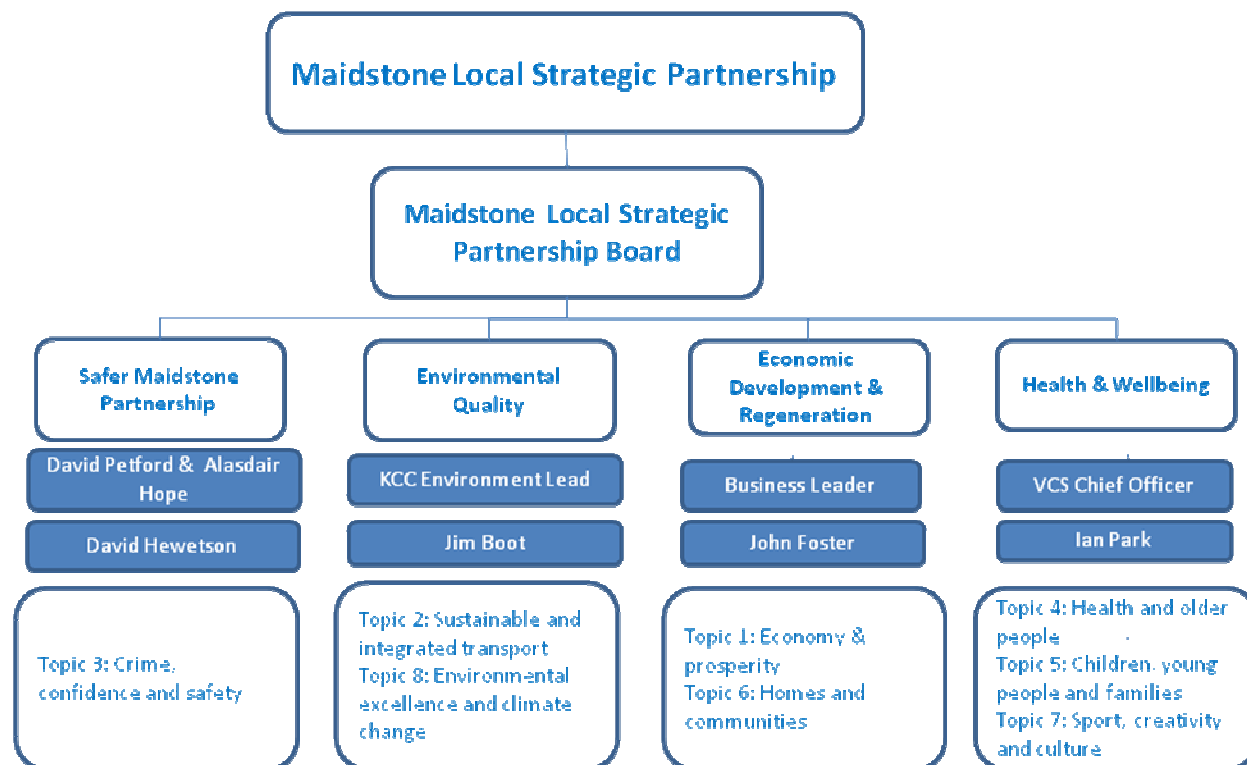 Maidstone Local Strategic Partnership
Maidstone Local Strategic
Partnership Board
Safer Maidstone
Partnership
Environmental
Quality
Economic
Development &
Regeneration
Health & Wellbeing
David Petford & Alasdair
Hope
KCC Environment Lead
Business Leader
VCS Chief Officer
David Hewetson
Jim Boot
John Foster
Ian Park
Topic 3: Crime,
confidence and safety
Topic 2: Sustainable and
integrated transport
Topic 8: Environmental
excellence and climate
change
Topic 1: Economy &
prosperity
Topic 6: Homes and
communities
Topic 4: Health and older
people
Topic 5: Children, young
people and families
Topic 7: Sport, creativity
and culture